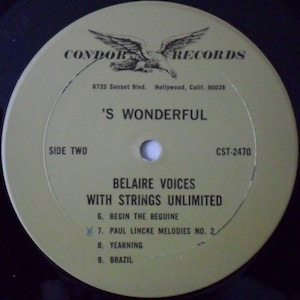 CONDOR RECORDS
6725 Sunset Blvd. Hollywood, Calif. 90028
'S WONDERFUL
SIDE TWO
CST-2470
BELAIRE VOICES
WITH STRINGS UNLIMITED
6. BEGIN THE BEGUINE
7. PAUL LINCKE MELODIES NO. 2
8. YEARNING
9. BRAZIL